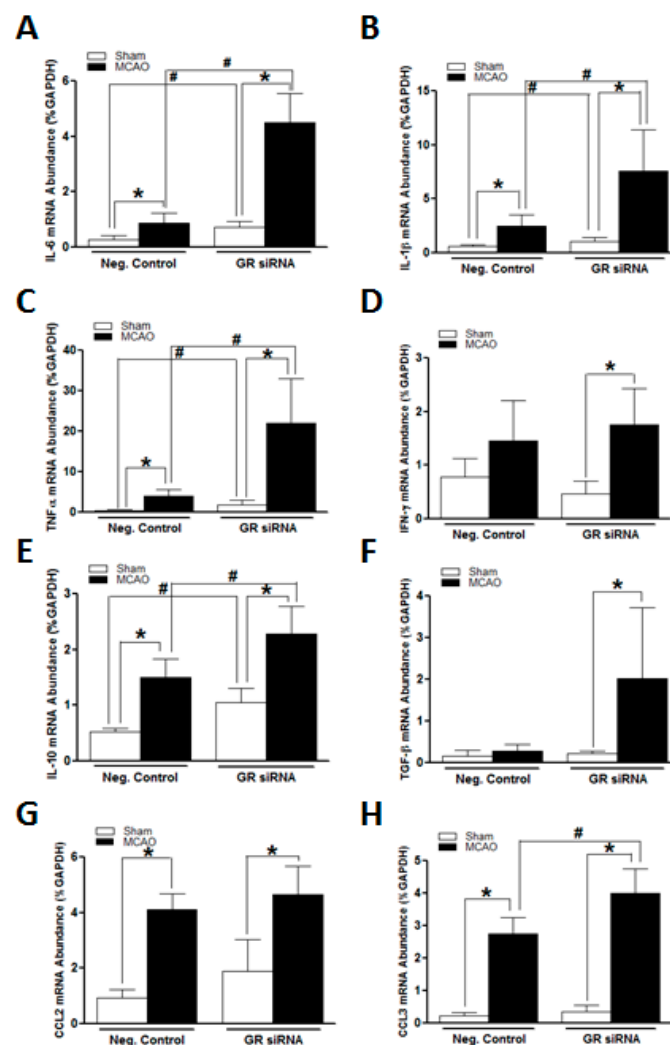 A
Sham
MCAO
IL-6 mRNA Abundance (%GAPDH)
6
4
2
0
*
#
#
*
Neg. Control
GR siRNA
B
Sham
MCAO
IL-1β mRNA Abundance (%GAPDH)
15
10
5
0
*
#
#
*
Neg. Control
GR siRNA
C
Sham
MCAO
TNFα mRNA Abundance (%GAPDH)
40
30
20
10
0
*
#
#
*
Neg. Control
GR siRNA
D
Sham
MCAO
IFN-γ mRNA Abundance (%GAPDH)
3
2
1
0
*
Neg. Control
GR siRNA
E
Sham
MCAO
IL-10 mRNA Abundance (%GAPDH)
3
2
1
0
*
#
#
*
Neg. Control
GR siRNA
F
Sham
MCAO
TGF-β mRNA Abundance (%GAPDH)
4
3
2
1
0
*
Neg. Control
GR siRNA
G
Sham
MCAO
CCL2 mRNA Abundance (%GAPDH)
6
4
2
0
*
*
Neg. Control
GR siRNA
H
Sham
MCAO
CCL3 mRNA Abundance (%GAPDH)
5
4
3
2
1
0
*
#
*
Neg. Control
GR siRNA